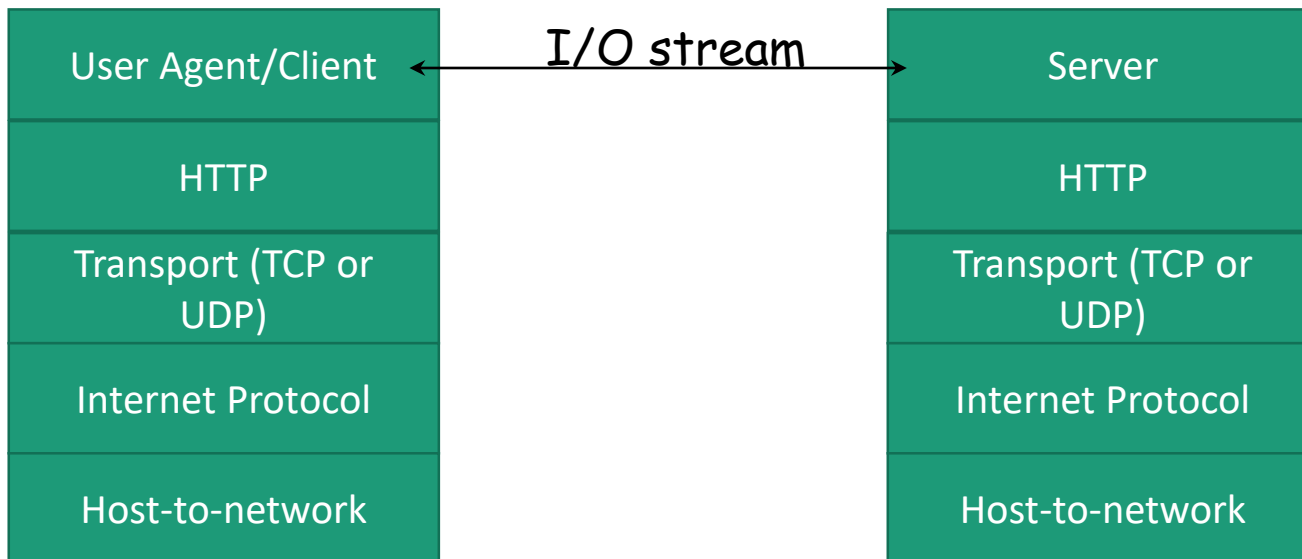 User Agent/Client
I/O stream
Server
HTTP
HTTP
Transport (TCP or
UDP)
Transport (TCP or
UDP)
Internet Protocol
Internet Protocol
Host-to-network
Host-to-network